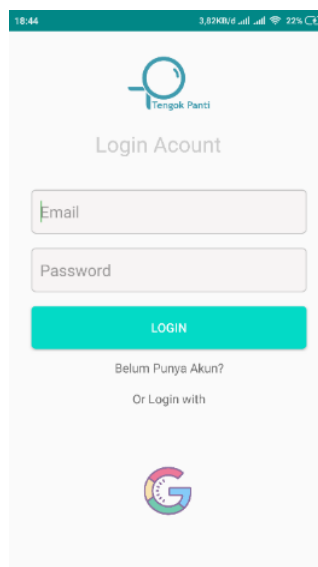 18:44 3,82KB/d 22%
Tengok Panti
Login Acount
Email
Password
LOGIN
Belum Punya Akun?
Or Login with
G